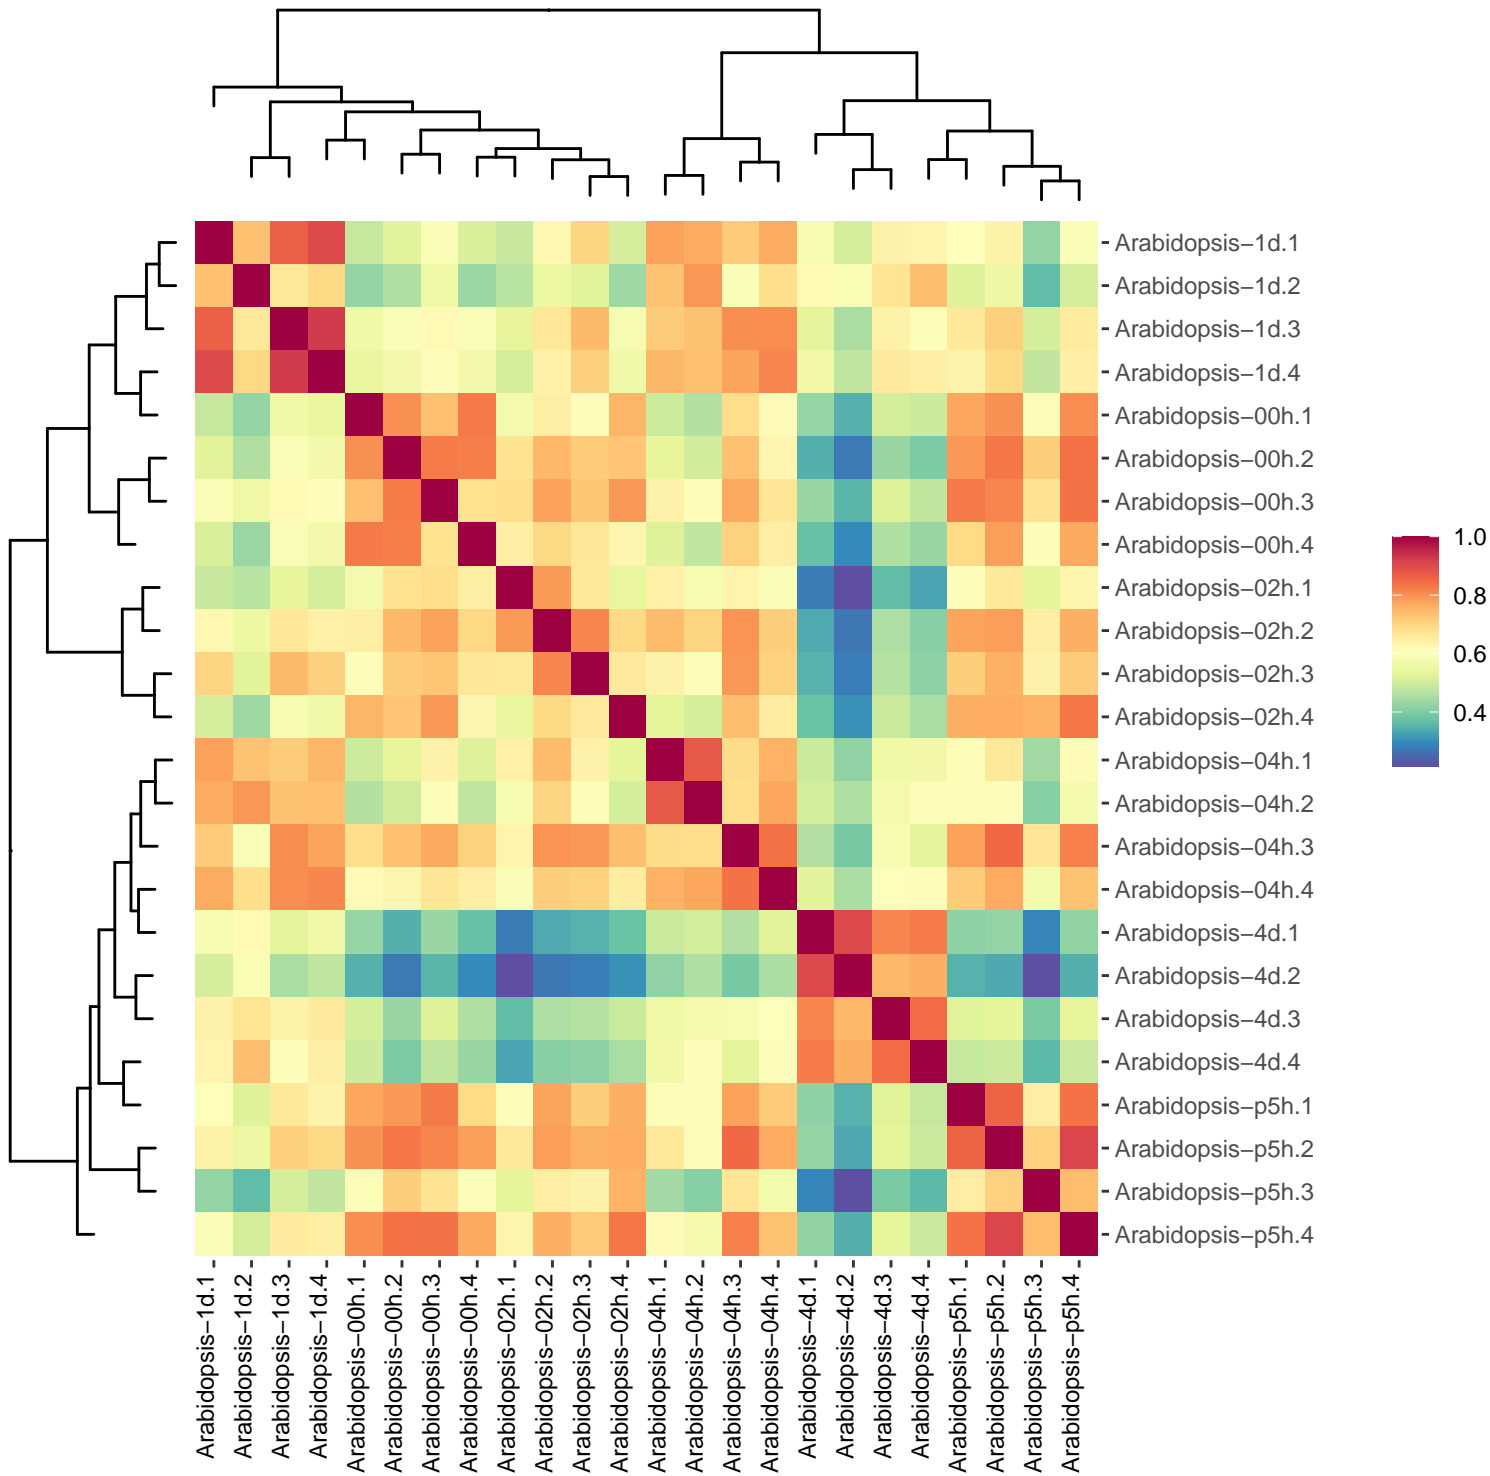 Arabidopsis−1d.1
Arabidopsis−1d.2
Arabidopsis−1d.3
Arabidopsis−1d.4
Arabidopsis−00h.1
Arabidopsis−00h.2
Arabidopsis−00h.3
Arabidopsis−00h.4
Arabidopsis−02h.1
Arabidopsis−02h.2
Arabidopsis−02h.3
Arabidopsis−02h.4
Arabidopsis−04h.1
Arabidopsis−04h.2
Arabidopsis−04h.3
Arabidopsis−04h.4
Arabidopsis−4d.1
Arabidopsis−4d.2
Arabidopsis−4d.3
Arabidopsis−4d.4
Arabidopsis−p5h.1
Arabidopsis−p5h.2
Arabidopsis−p5h.3
Arabidopsis−p5h.4
1.0
0.8
0.6
0.4
Arabidopsis−1d.1
Arabidopsis−1d.2
Arabidopsis−1d.3
Arabidopsis−1d.4
Arabidopsis−00h.1
Arabidopsis−00h.2
Arabidopsis−00h.3
Arabidopsis−00h.4
Arabidopsis−02h.1
Arabidopsis−02h.2
Arabidopsis−02h.3
Arabidopsis−02h.4
Arabidopsis−04h.1
Arabidopsis−04h.2
Arabidopsis−04h.3
Arabidopsis−04h.4
Arabidopsis−4d.1
Arabidopsis−4d.2
Arabidopsis−4d.3
Arabidopsis−4d.4
Arabidopsis−p5h.1
Arabidopsis−p5h.2
Arabidopsis−p5h.3
Arabidopsis−p5h.4